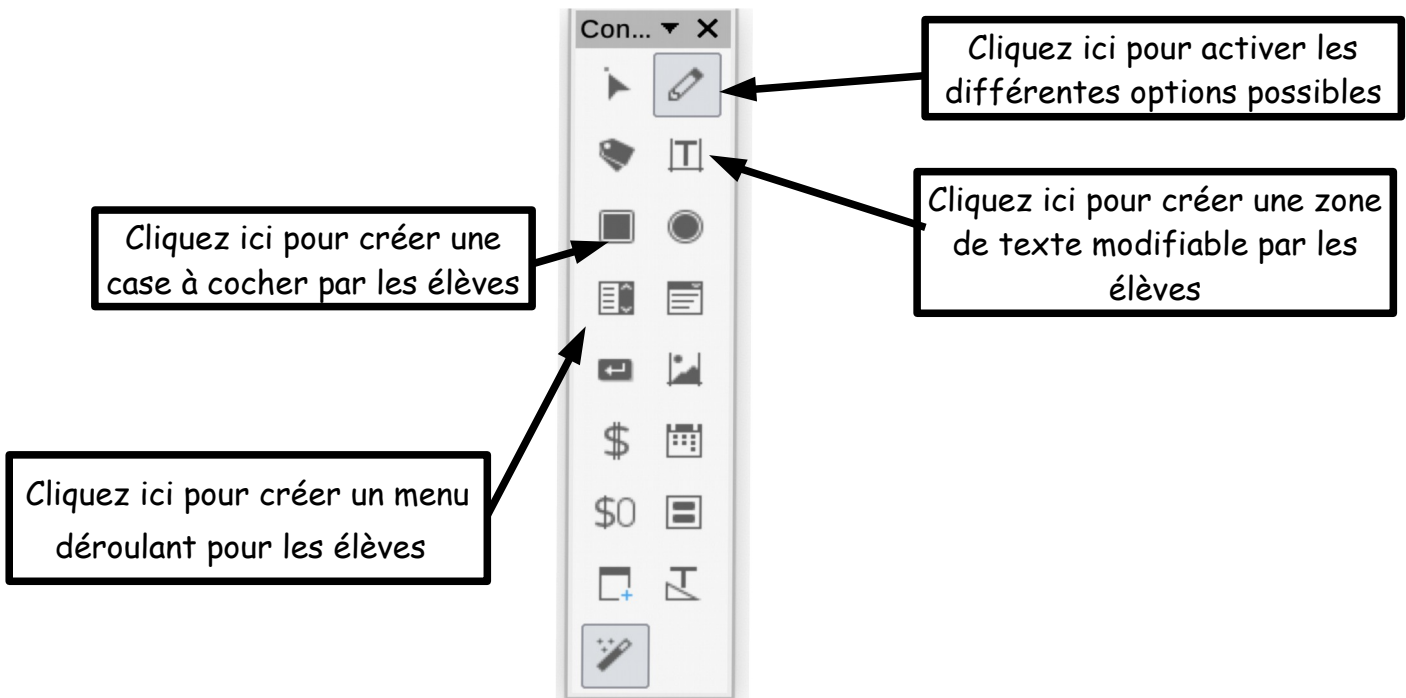 Con...
Cliquez ici pour activer les
différentes options possibles
Cliquez ici pour créer une zone
de texte modifiable par les
élèves
Cliquez ici pour créer une
case à cocher par les élèves
Cliquez ici pour créer un menu
déroulant pour les élèves
T
$
$0
T